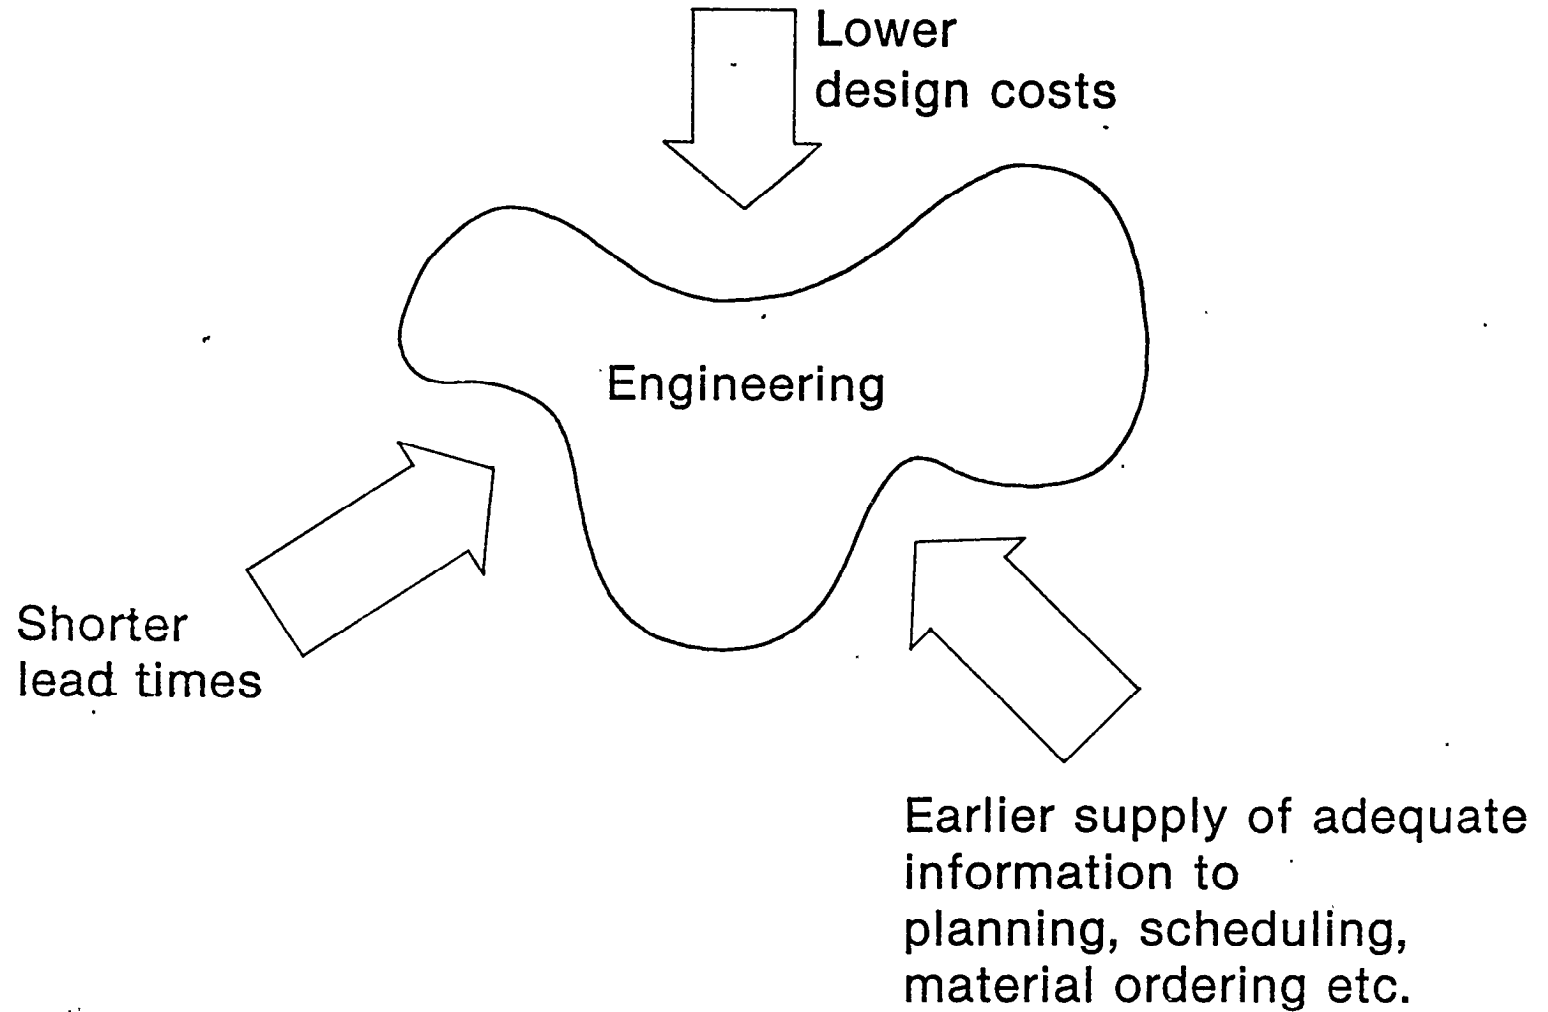 Lower
design costs
Engineering
Shorter
lead times
Earlier supply of adequate
information to
planning, scheduling,
material ordering etc.